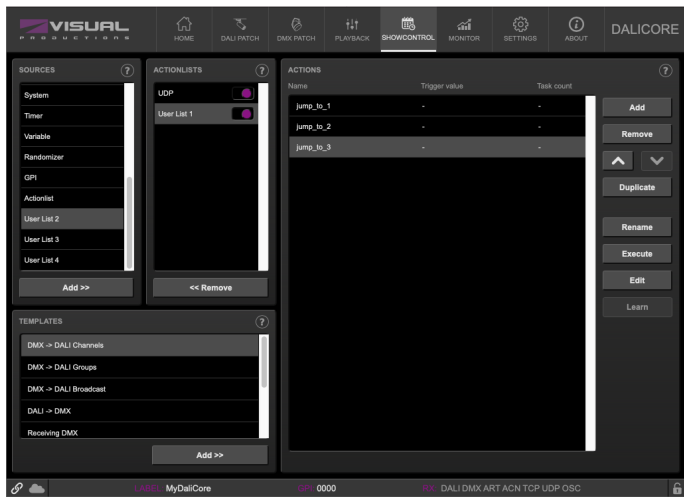 VISUAL
PRODUCTIONS
HOME
DALI PATCH
DMX PATCH
PLAYBACK
SHOWCONTROL
MONITOR
SETTINGS
ABOUT
DALICORE
SOURCES
?
System
Timer
Variable
Randomizer
GPI
Actionlist
User List 2
User List 3
User List 4
Add >>
ACTIONLISTS
?
UDP
User List 1
<< Remove
ACTIONS
?
Name Trigger value Task count
jump_to_1 - -
jump_to_2 - -
jump_to_3 - -
Add
Remove
Duplicate
Rename
Execute
Edit
Learn
TEMPLATES
?
DMX -> DALI Channels
DMX -> DALI Groups
DMX -> DALI Broadcast
DALI -> DMX
Receiving DMX
Add >>
LABEL MyDaliCore GPI 0000 RX DALI DMX ART ACN TCP UDP OSC